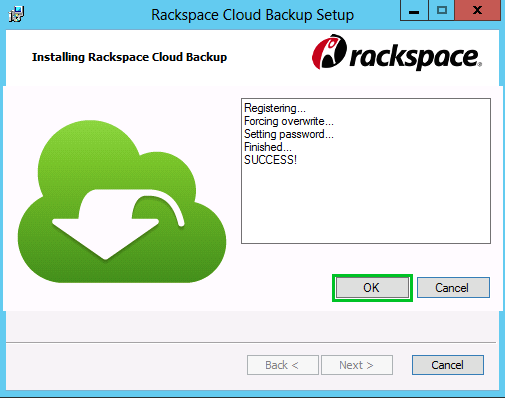 Rackspace Cloud Backup Setup
Installing Rackspace Cloud Backup
rackspace
Registering...
Forcing overwrite...
Setting password...
Finished...
SUCCESS!
OK
Cancel
Back <
Next >
Cancel